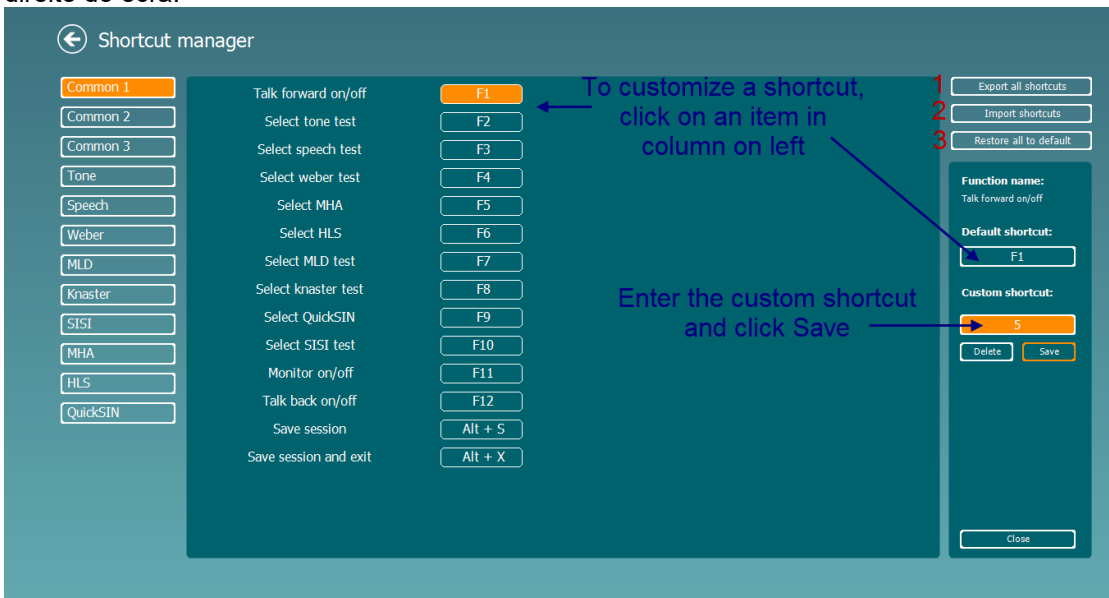 Shortcut manager
Common 1
Common 2
Common 3
Tone
Speech
Weber
MLD
Knaster
SISI
MHA
HLS
QuickSIN
Talk forward on/off F1
Select tone test F2
Select speech test F3
Select weber test F4
Select MHA F5
Select HLS F6
Select MLD test F7
Select knaster test F8
Select QuickSIN F9
Select SISI test F10
Monitor on/off F11
Talk back on/off F12
Save session Alt + S
Save session and exit Alt + X
To customize a shortcut,
click on an item in
column on left
Enter the custom shortcut
and click Save
1 Export all shortcuts
2 Import shortcuts
3 Restore all to default
Function name:
Talk forward on/off
Default shortcut:
F1
Custom shortcut:
5
Delete Save
Close